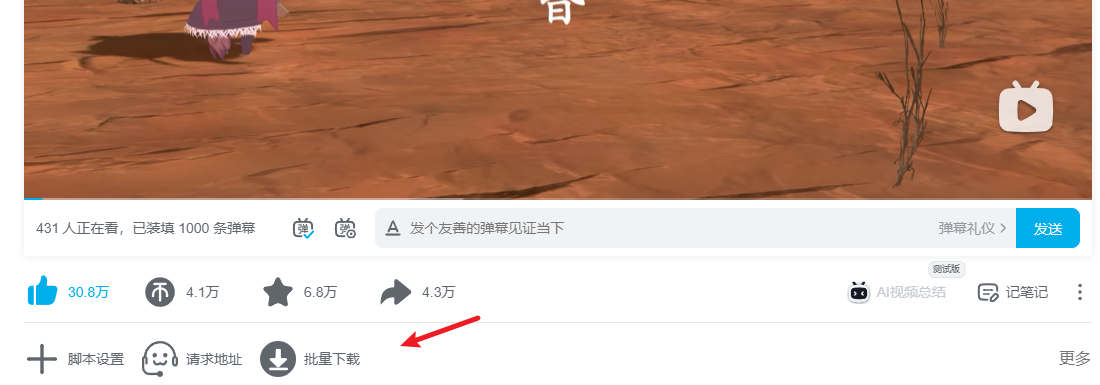 音
431 人正在看，已装填 1000 条弹幕 弹 弹 A 发个友善的弹幕见证当下 弹幕礼仪 > 发送
测试版
30.8万 4.1万 6.8万 4.3万 AI视频总结 记笔记
脚本设置 请求地址 批量下载 更多